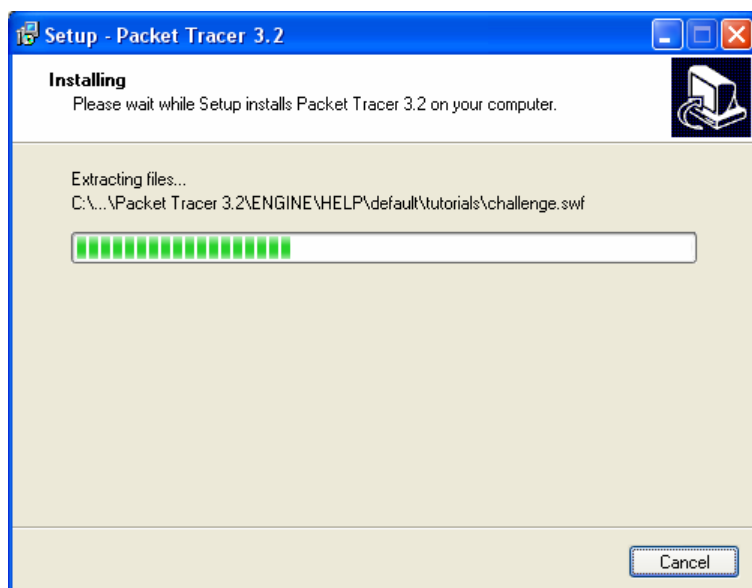 Setup - Packet Tracer 3.2
Installing
Please wait while Setup installs Packet Tracer 3.2 on your computer.
Extracting files...
C:\...\Packet Tracer 3.2\ENGINE\HELP\default\tutorials\challenge.swf
Cancel